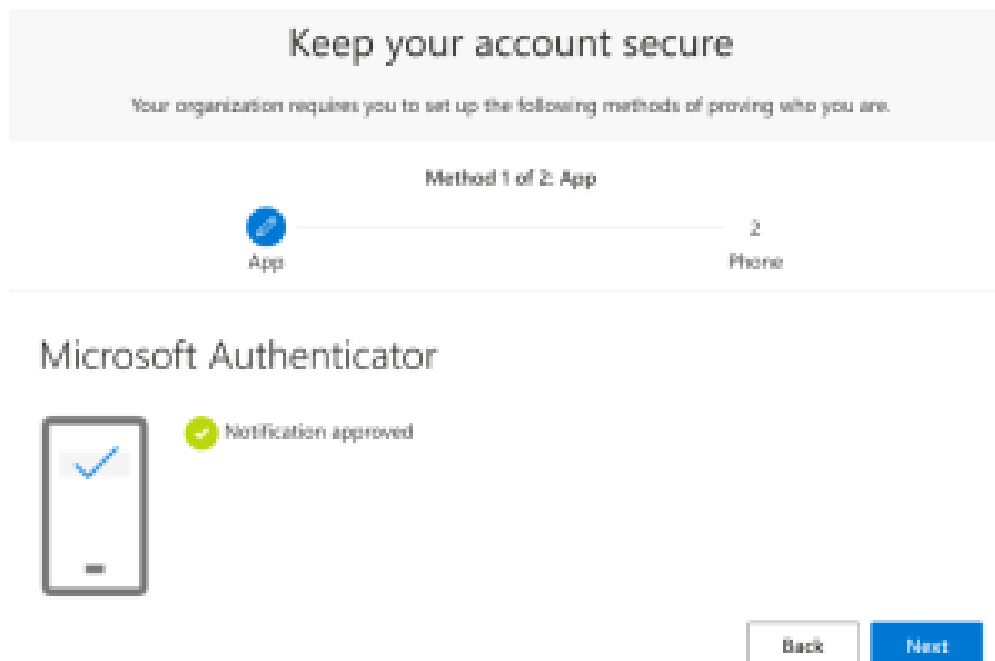 Keep your account secure
Your organization requires you to set up the following methods of proving who you are.
Method 1 of 2: App
2
App
Phone
Microsoft Authenticator
Notification approved
Back
Next